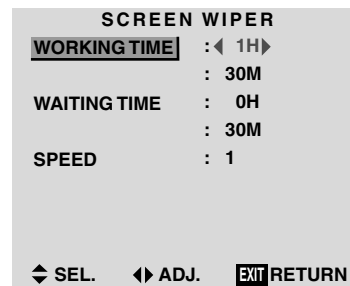 SCREEN WIPER
WORKING TIME : ◀ 1H▶
: 30M
WAITING TIME : 0H
: 30M
SPEED : 1
▲▼ SEL. ◀▶ ADJ. EXIT RETURN